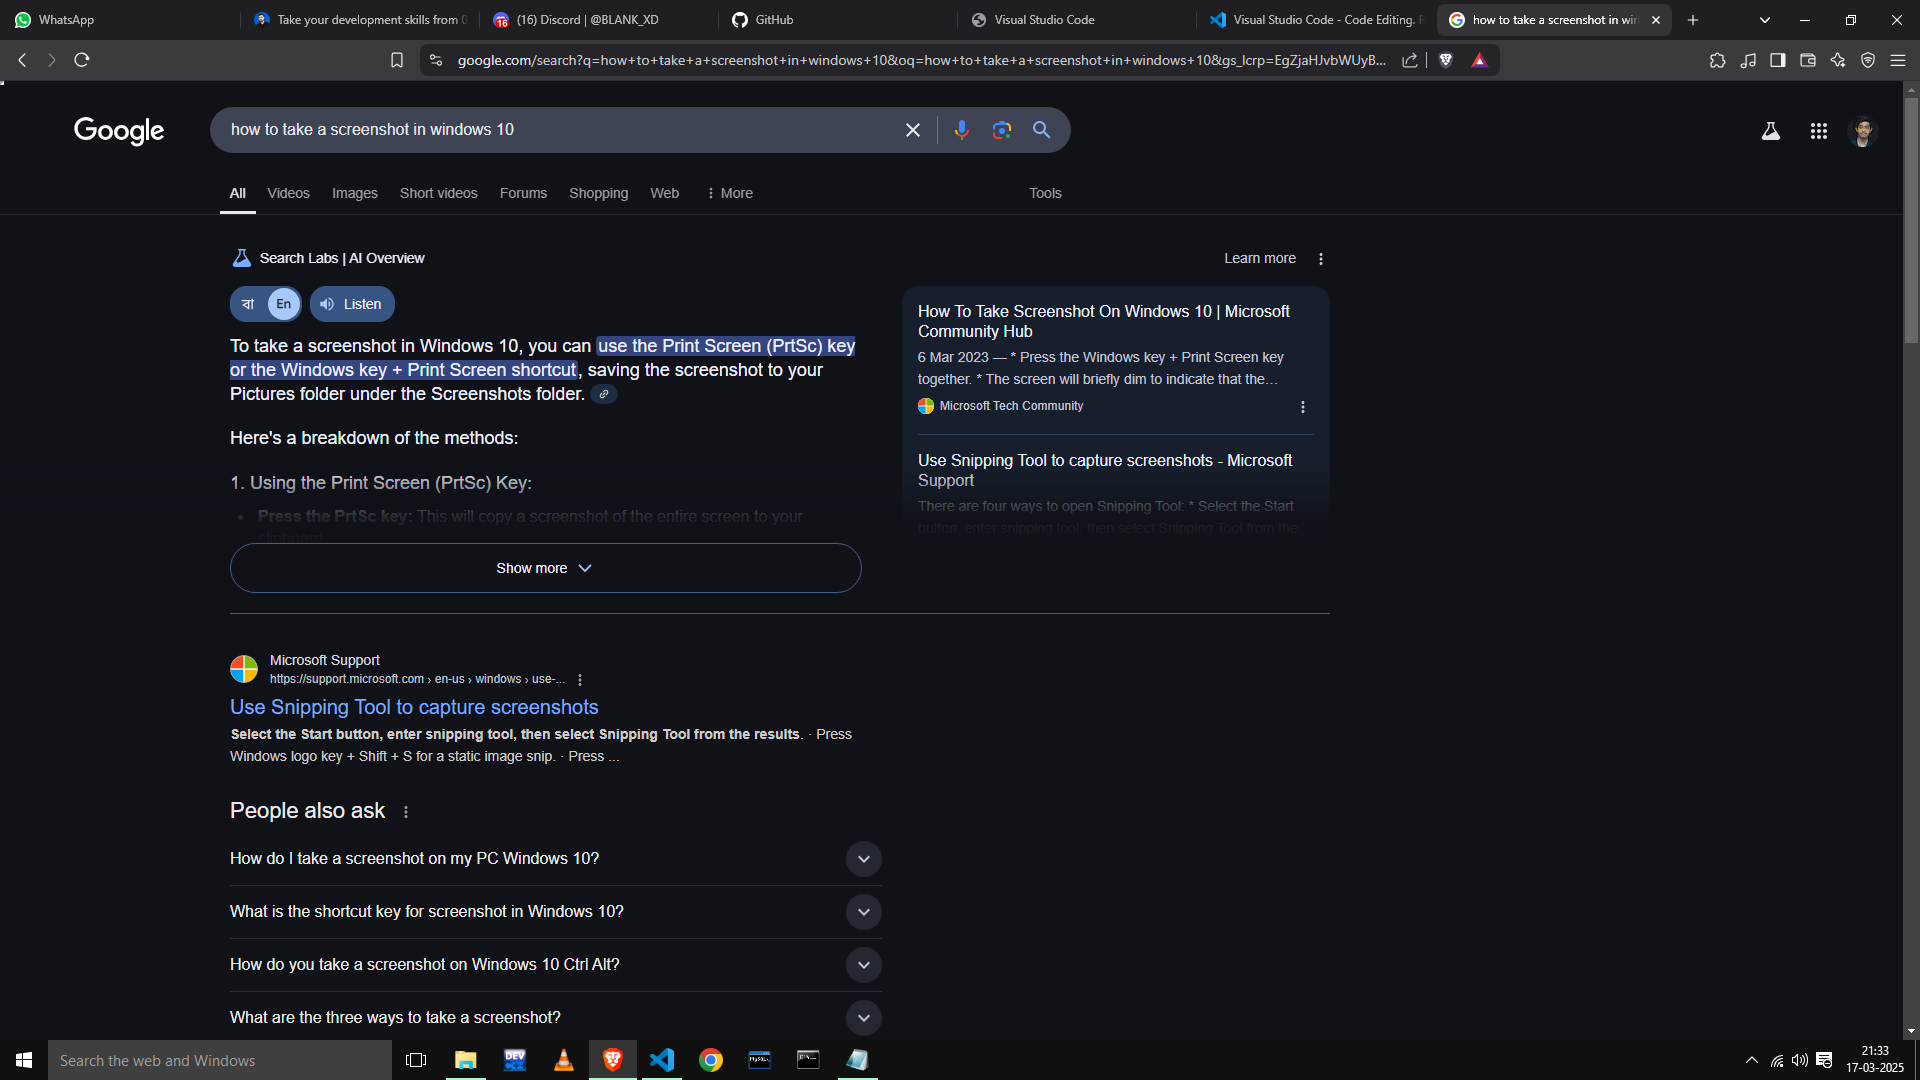 WhatsApp
Take your development skills from 0
(16) Discord | @BLANK_XD
GitHub
Visual Studio Code
Visual Studio Code - Code Editing. R
how to take a screenshot in win
google.com/search?q=how+to+take+a+screenshot+in+windows+10&oq=how+to+take+a+screenshot+in+windows+10&gs_lcrp=EgZjaHJvbWUyB...
Google
how to take a screenshot in windows 10
All
Videos
Images
Short videos
Forums
Shopping
Web
More
Tools
Search Labs | AI Overview
Learn more
বা
En
Listen
To take a screenshot in Windows 10, you can use the Print Screen (PrtSc) key
or the Windows key + Print Screen shortcut, saving the screenshot to your
Pictures folder under the Screenshots folder.
Here's a breakdown of the methods:
1. Using the Print Screen (PrtSc) Key:
• Press the PrtSc key: This will copy a screenshot of the entire screen to your
clipboard.
Show more
How To Take Screenshot On Windows 10 | Microsoft
Community Hub
6 Mar 2023 — * Press the Windows key + Print Screen key
together. * The screen will briefly dim to indicate that the...
Microsoft Tech Community
Use Snipping Tool to capture screenshots - Microsoft
Support
There are four ways to open Snipping Tool: * Select the Start
button, enter snipping tool, then select Snipping Tool from the...
Microsoft Support
https://support.microsoft.com › en-us › windows › use-...
Use Snipping Tool to capture screenshots
Select the Start button, enter snipping tool, then select Snipping Tool from the results. · Press
Windows logo key + Shift + S for a static image snip. · Press ...
People also ask
How do I take a screenshot on my PC Windows 10?
What is the shortcut key for screenshot in Windows 10?
How do you take a screenshot on Windows 10 Ctrl Alt?
What are the three ways to take a screenshot?
Search the web and Windows
DEV
C++
MySQL
21:33
17-03-2025